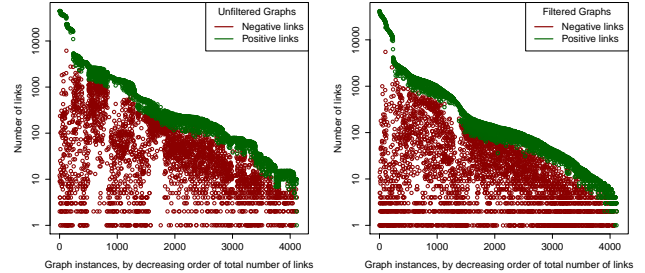 Unfiltered Graphs
Negative links
Positive links
Number of links
1
10
100
1000
10000
0
1000
2000
3000
4000
Graph instances, by decreasing order of total number of links
Filtered Graphs
Negative links
Positive links
Number of links
1
10
100
1000
10000
0
1000
2000
3000
4000
Graph instances, by decreasing order of total number of links